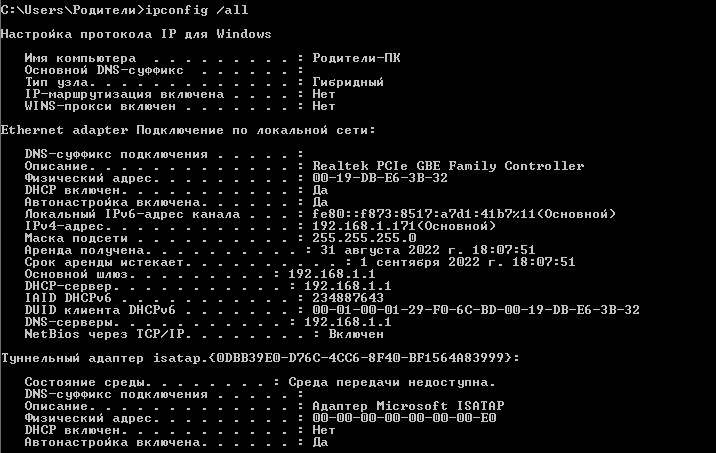 C:\Users\Родители>ipconfig /all
Настройка протокола IP для Windows
Имя компьютера . . . . . . . . . : Родители-ПК
Основной DNS-суффикс . . . . . . :
Тип узла. . . . . . . . . . . . . : Гибридный
IP-маршрутизация включена . . . . : Нет
WINS-прокси включен . . . . . . . : Нет
Ethernet adapter Подключение по локальной сети:
DNS-суффикс подключения . . . . . :
Описание. . . . . . . . . . . . . : Realtek PCIe GBE Family Controller
Физический адрес. . . . . . . . . : 00-19-DB-E6-3B-32
DHCP включен. . . . . . . . . . . : Да
Автонастройка включена. . . . . . : Да
Локальный IPv6-адрес канала . . . : fe80::f873:8517:a7d1:41b7%11(Основной)
IPv4-адрес. . . . . . . . . . . . : 192.168.1.171(Основной)
Маска подсети . . . . . . . . . . : 255.255.255.0
Аренда получена. . . . . . . . . . : 31 августа 2022 г. 18:07:51
Срок аренды истекает. . . . . . . . . . : 1 сентября 2022 г. 18:07:51
Основной шлюз. . . . . . . . . : 192.168.1.1
DHCP-сервер. . . . . . . . . . . : 192.168.1.1
IAID DHCPv6 . . . . . . . . . . . : 234887643
DUID клиента DHCPv6 . . . . . . . : 00-01-00-01-29-F0-6C-BD-00-19-DB-E6-3B-32
DNS-серверы. . . . . . . . . . . : 192.168.1.1
NetBios через TCP/IP. . . . . . . . : Включен
Туннельный адаптер isatap.{0DBB39E0-D76C-4CC6-8F40-BF1564A83999}:
Состояние среды. . . . . . . . : Среда передачи недоступна.
DNS-суффикс подключения . . . . . :
Описание. . . . . . . . . . . . . : Адаптер Microsoft ISATAP
Физический адрес. . . . . . . . . : 00-00-00-00-00-00-00-E0
DHCP включен. . . . . . . . . . . : Нет
Автонастройка включена. . . . . . : Да